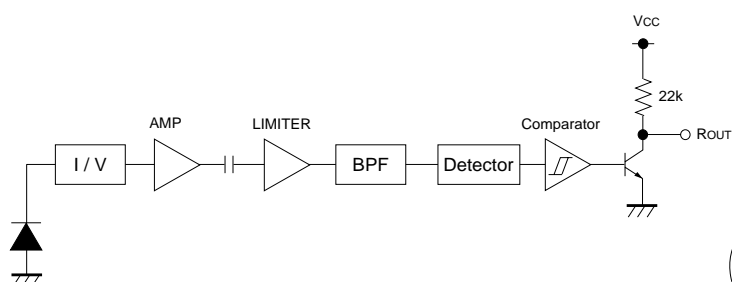 Vcc
22k
ROUT
AMP
LIMITER
Comparator
I / V
BPF
Detector